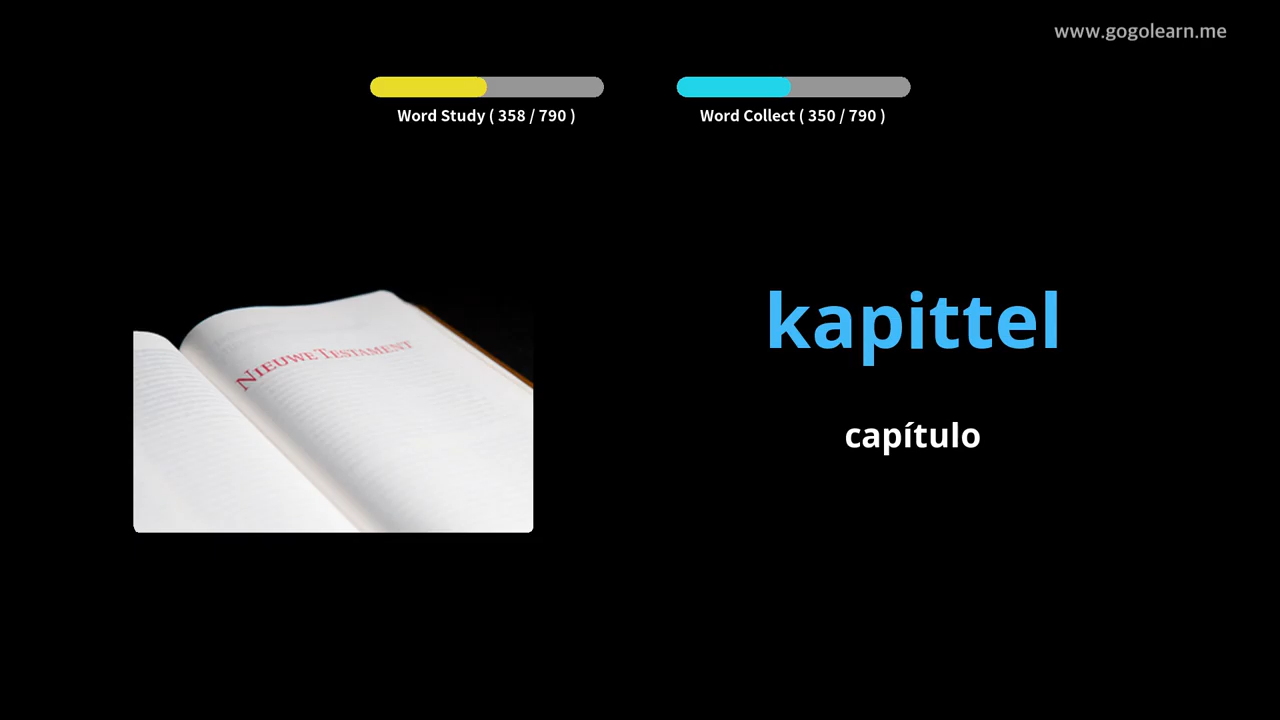 www.gogolearn.me
Word Study ( 358 / 790 )
Word Collect ( 350 / 790 )
NIEUWE TESTAMENT
kapittel
capítulo